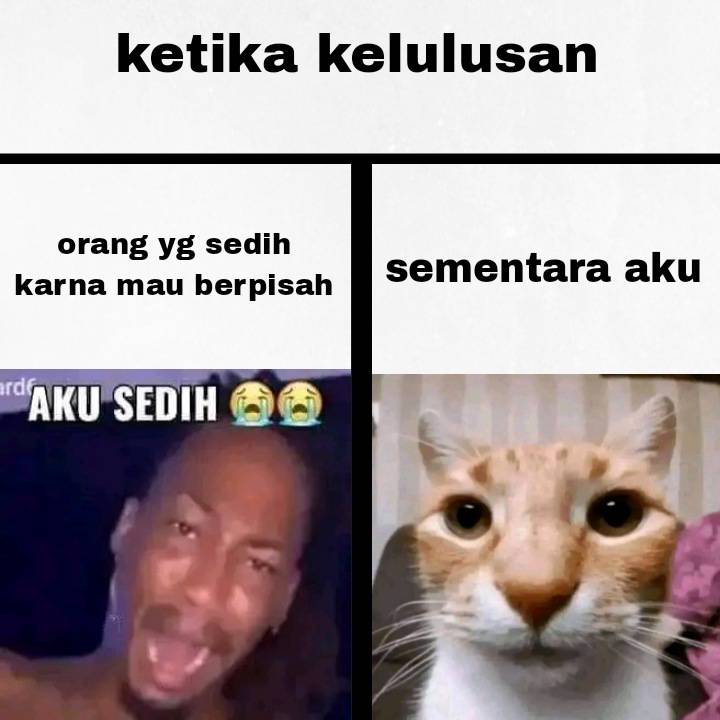 ketika kelulusan
orang yg sedih
karna mau berpisah
sementara aku
AKU SEDIH 😭😭